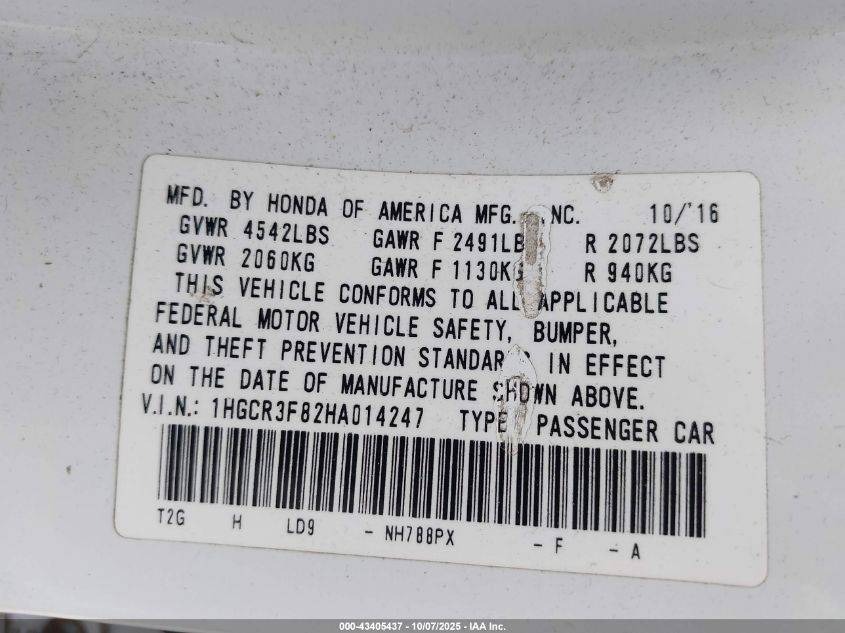 MFD. BY HONDA OF AMERICA MFG. NC. 10/'16
GVWR 4542LBS GAWR F 2491LB R 2072LBS
GVWR 2060KG GAWR F 1130KG R 940KG
THIS VEHICLE CONFORMS TO ALL APPLICABLE
FEDERAL MOTOR VEHICLE SAFETY, BUMPER,
AND THEFT PREVENTION STANDAR IN EFFECT
ON THE DATE OF MANUFACTURE SHOWN ABOVE.
V.I.N.: 1HGCR3F82HA014247 TYPE PASSENGER CAR
T2G H LD9 - NH788PX - F - A
000-43405437 - 10/07/2025 - IAA Inc.